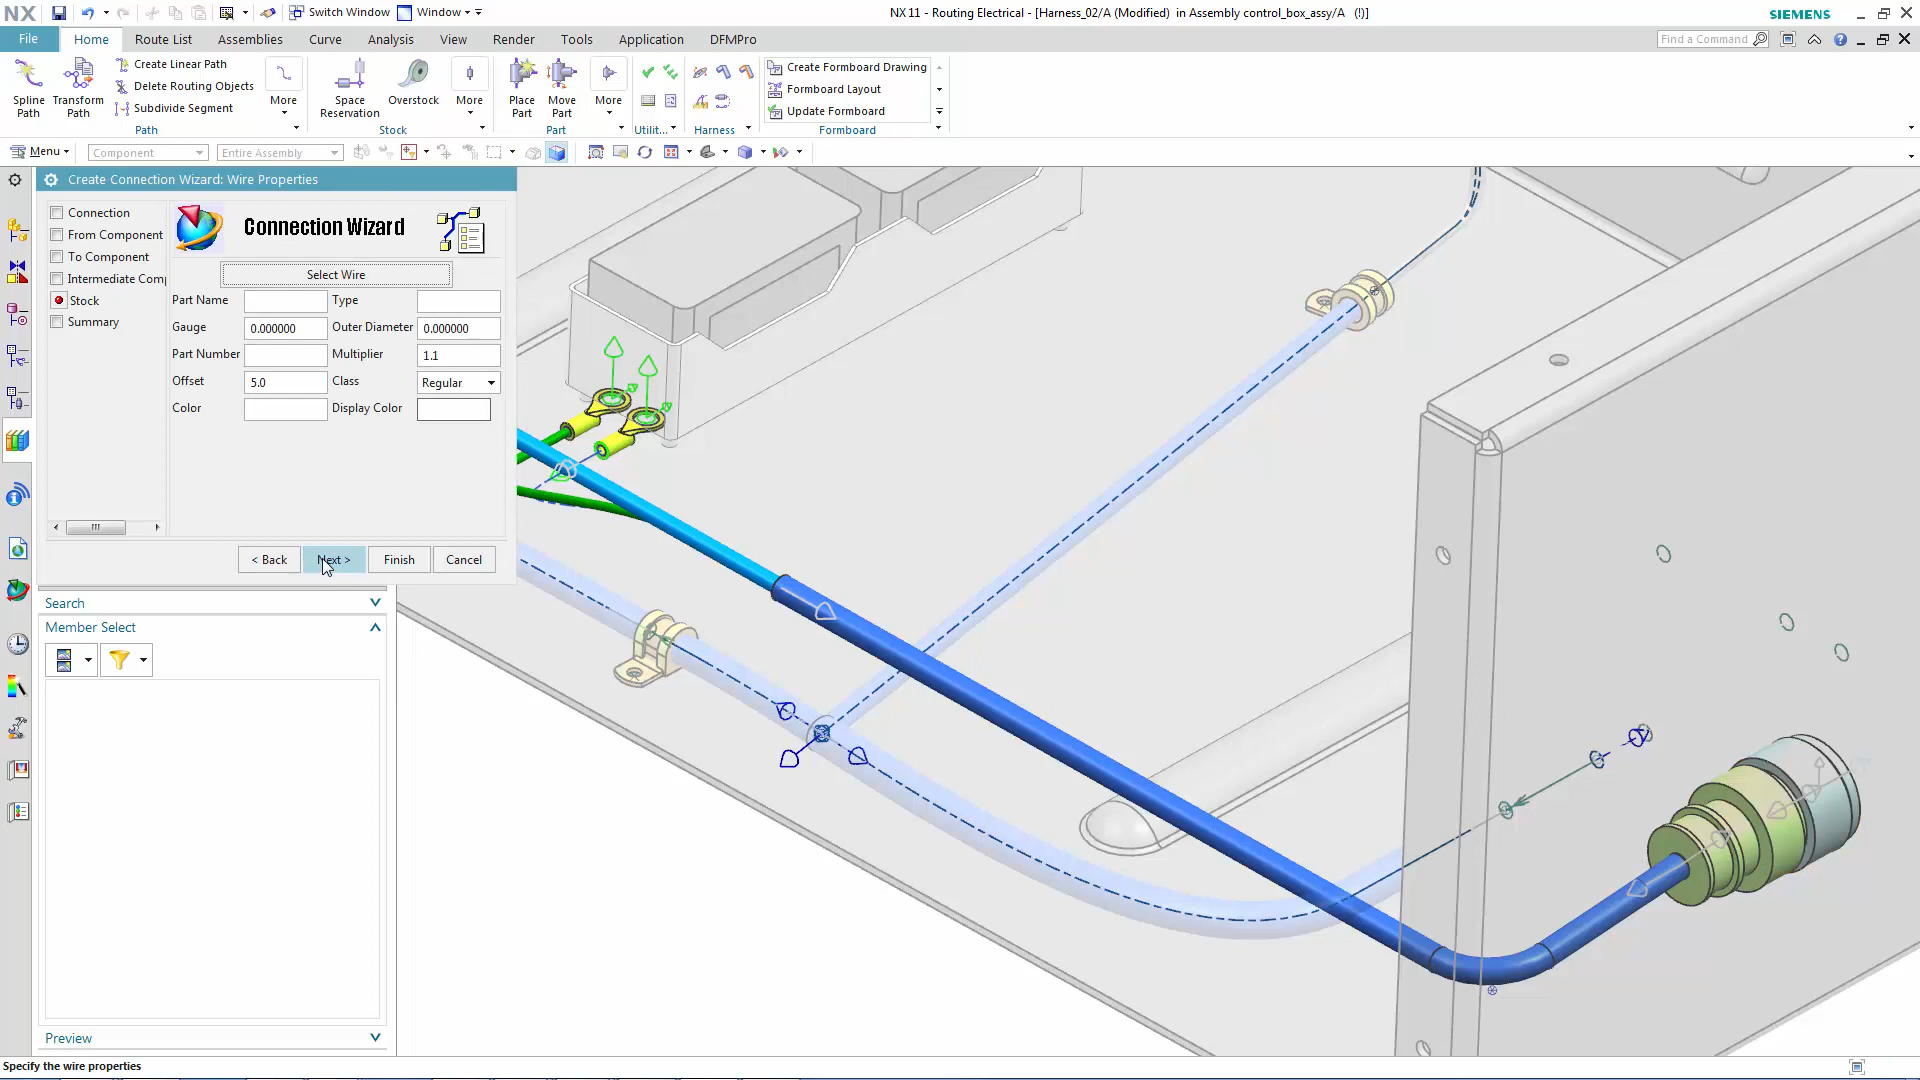 NX
Switch Window
Window
NX 11 - Routing Electrical - [Harness_02/A (Modified) in Assembly control_box_assy/A (!)]
SIEMENS
File
Home
Route List
Assemblies
Curve
Analysis
View
Render
Tools
Application
DFMPro
Find a Command
Spline Path
Transform Path
Create Linear Path
Delete Routing Objects
Subdivide Segment
More
Space Reservation
Overstock
More
Place Part
Move Part
More
Create Formboard Drawing
Formboard Layout
Update Formboard
Path
Stock
Part
Utilit...
Harness
Formboard
Menu
Component
Entire Assembly
Create Connection Wizard: Wire Properties
Connection
From Component
To Component
Intermediate Comp
Stock
Summary
Connection Wizard
Select Wire
Part Name
Type
Gauge
0.000000
Outer Diameter
0.000000
Part Number
Multiplier
1.1
Offset
5.0
Class
Regular
Color
Display Color
< Back
Next >
Finish
Cancel
Search
Member Select
Preview
Specify the wire properties